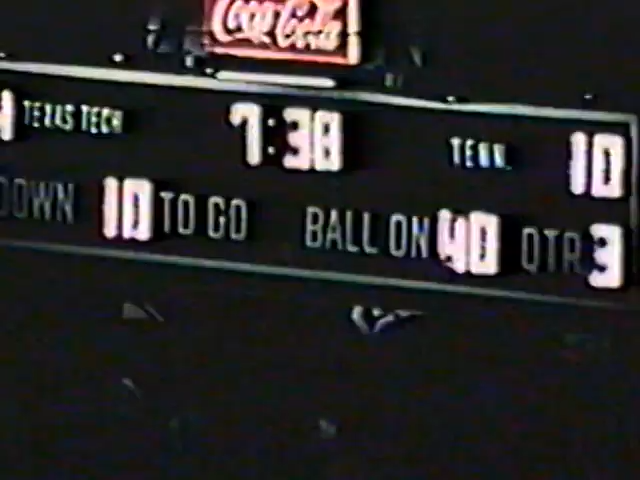 Coca-Cola
TEXAS TECH 7:38 TENN. 10
DOWN 10 TO GO BALL ON 40 QTR 3